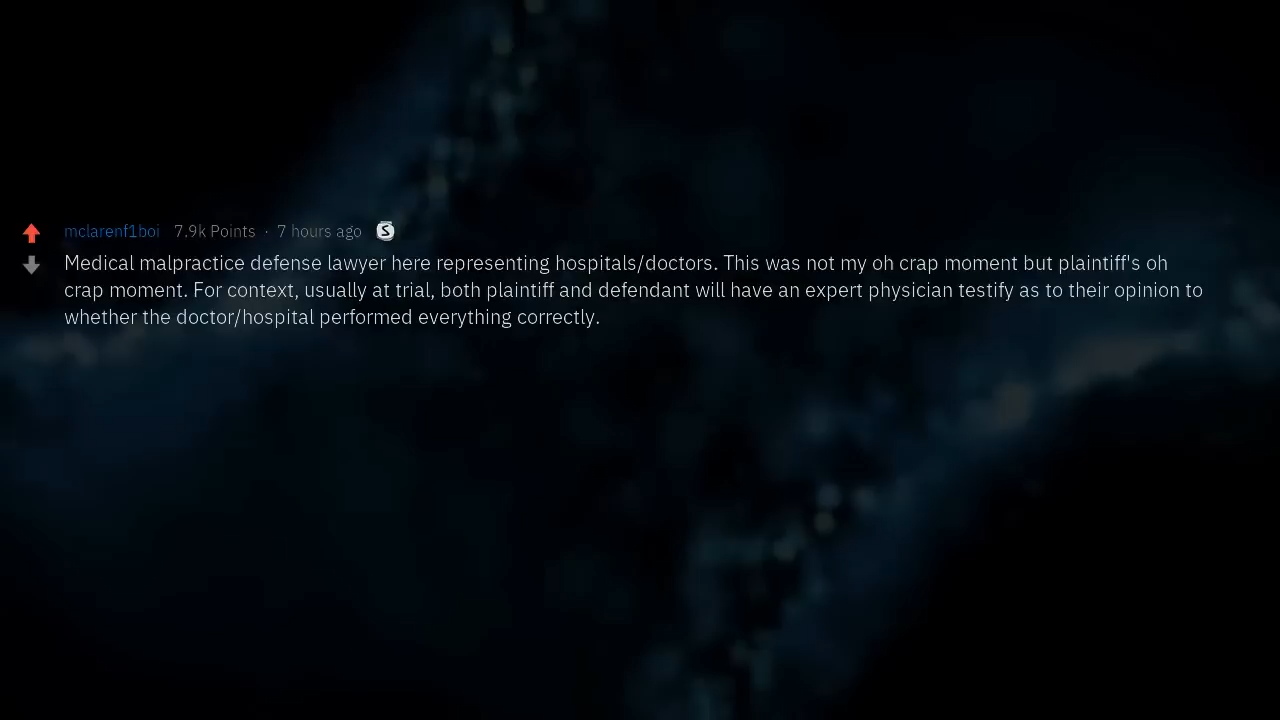 mclarenf1boi 7.9k Points · 7 hours ago S
Medical malpractice defense lawyer here representing hospitals/doctors. This was not my oh crap moment but plaintiff's oh
crap moment. For context, usually at trial, both plaintiff and defendant will have an expert physician testify as to their opinion to
whether the doctor/hospital performed everything correctly.